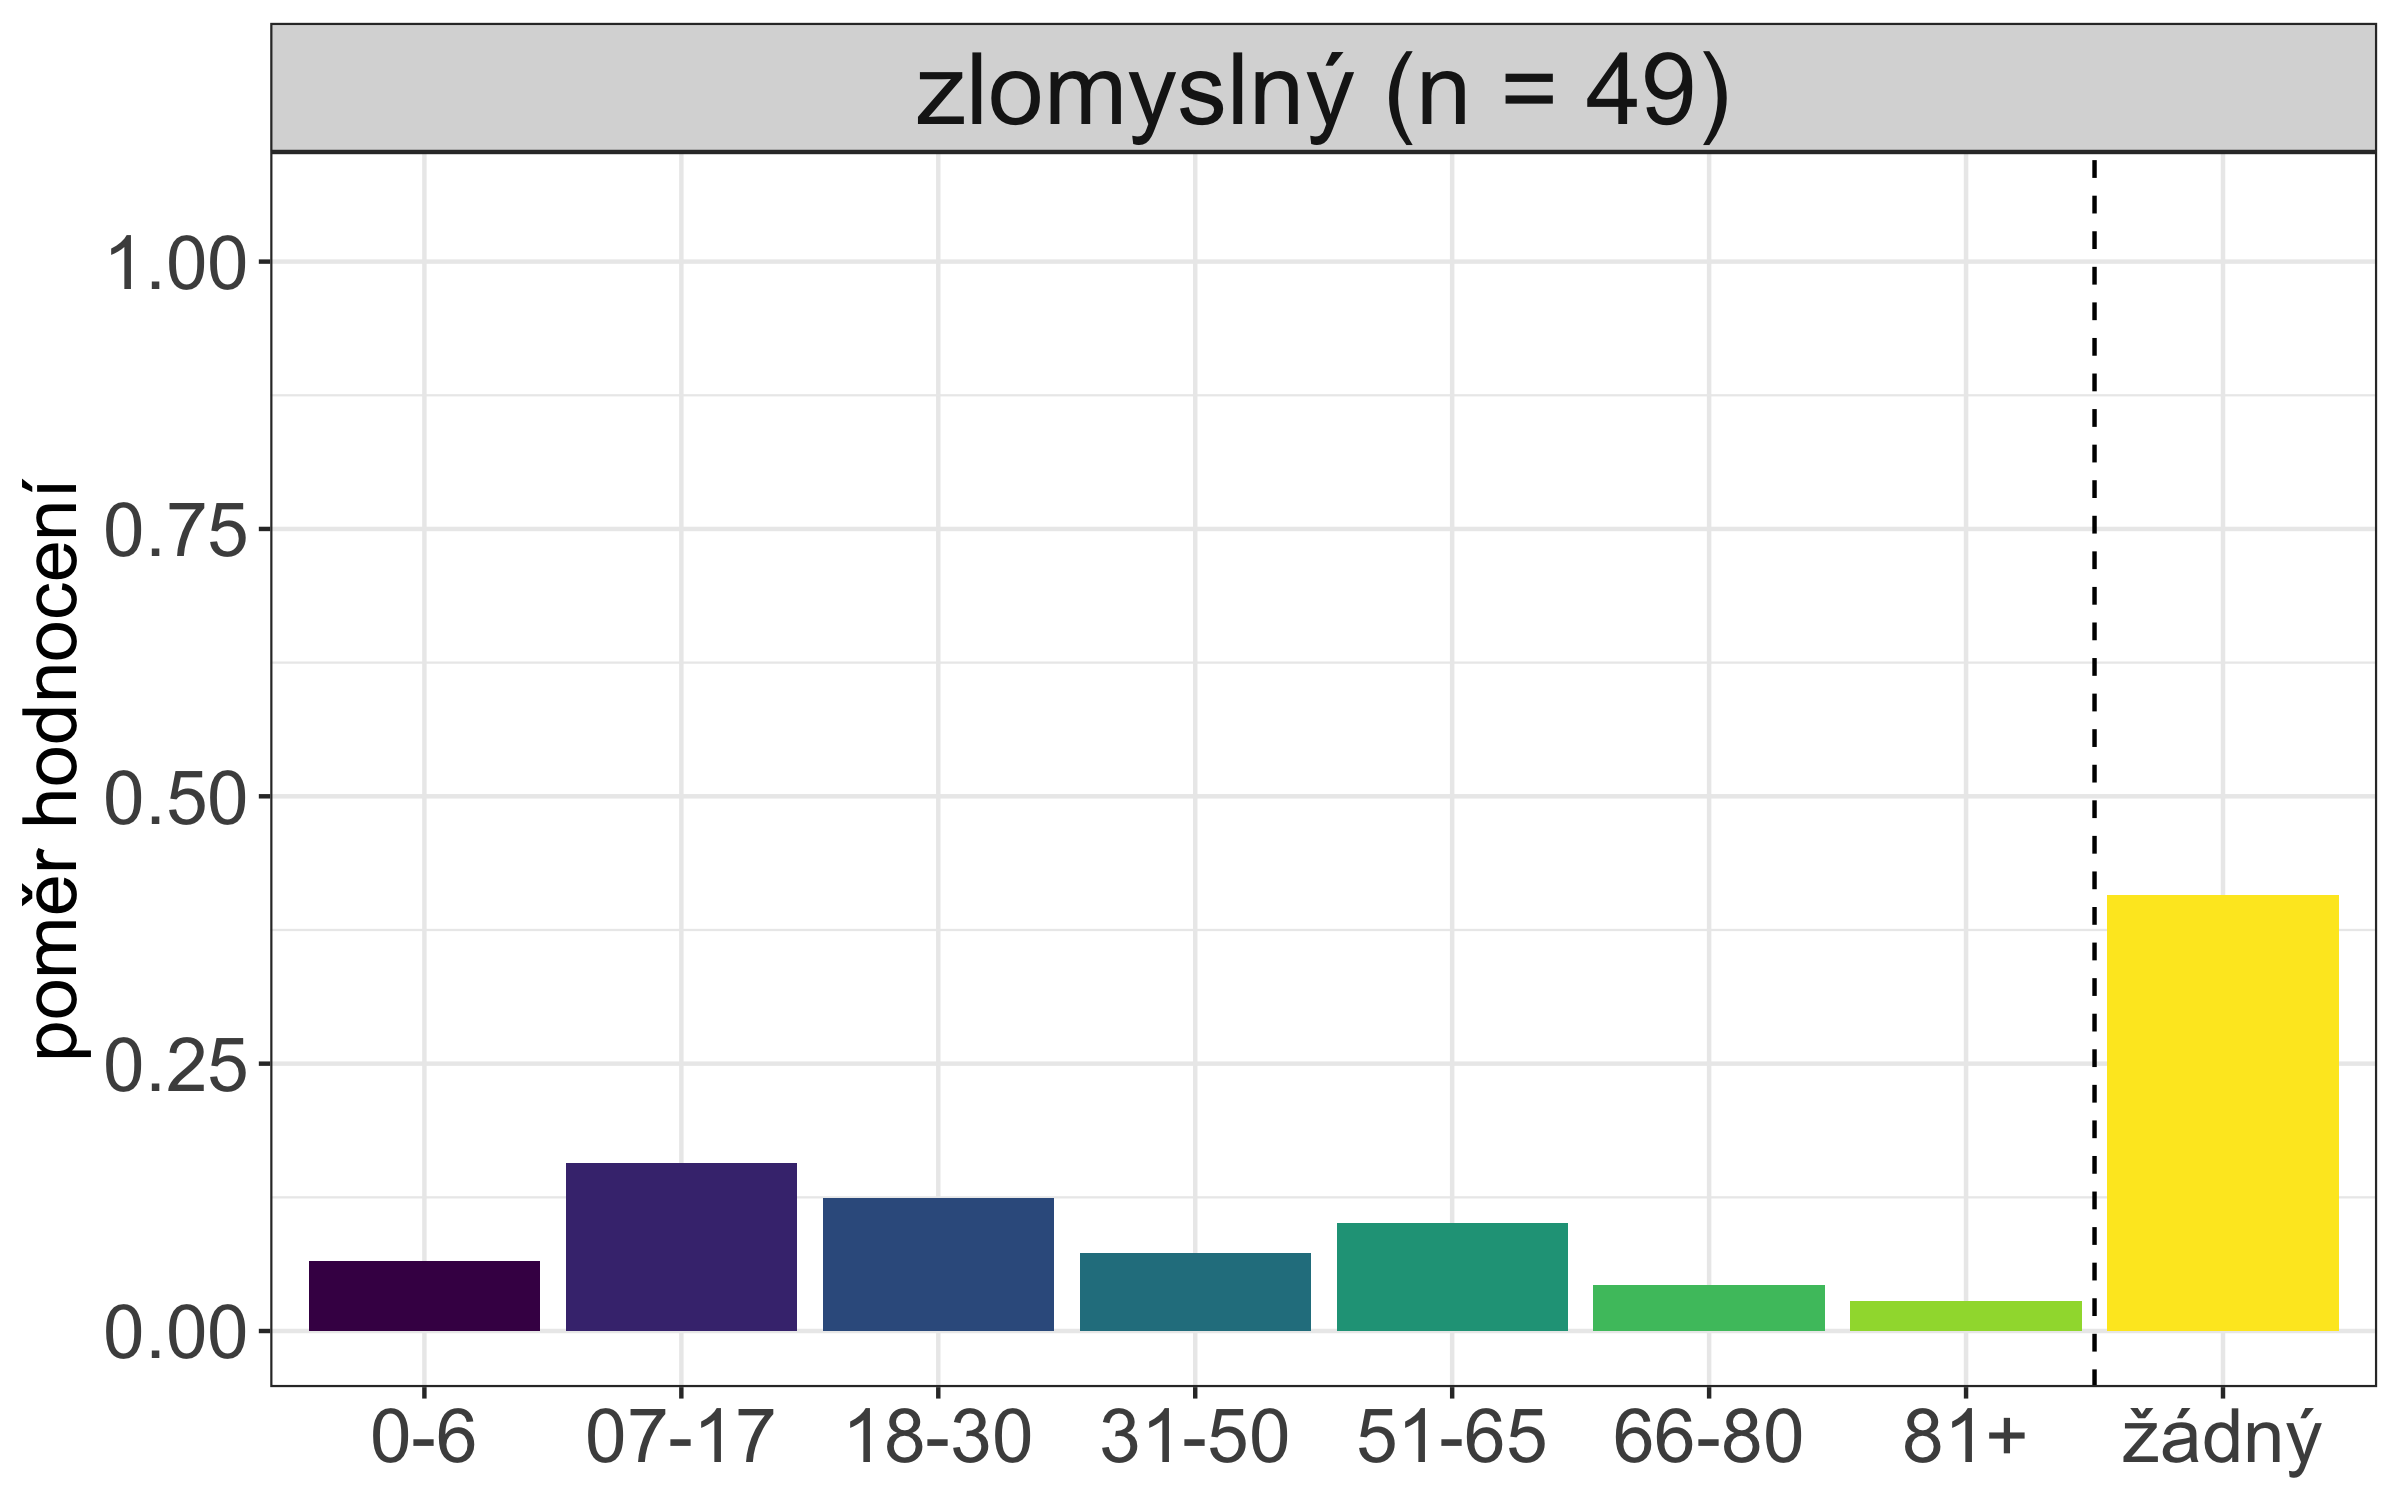 zlomyslný (n = 49)
poměr hodnocení
1.00
0.75
0.50
0.25
0.00
0-6 07-17 18-30 31-50 51-65 66-80 81+ žádný